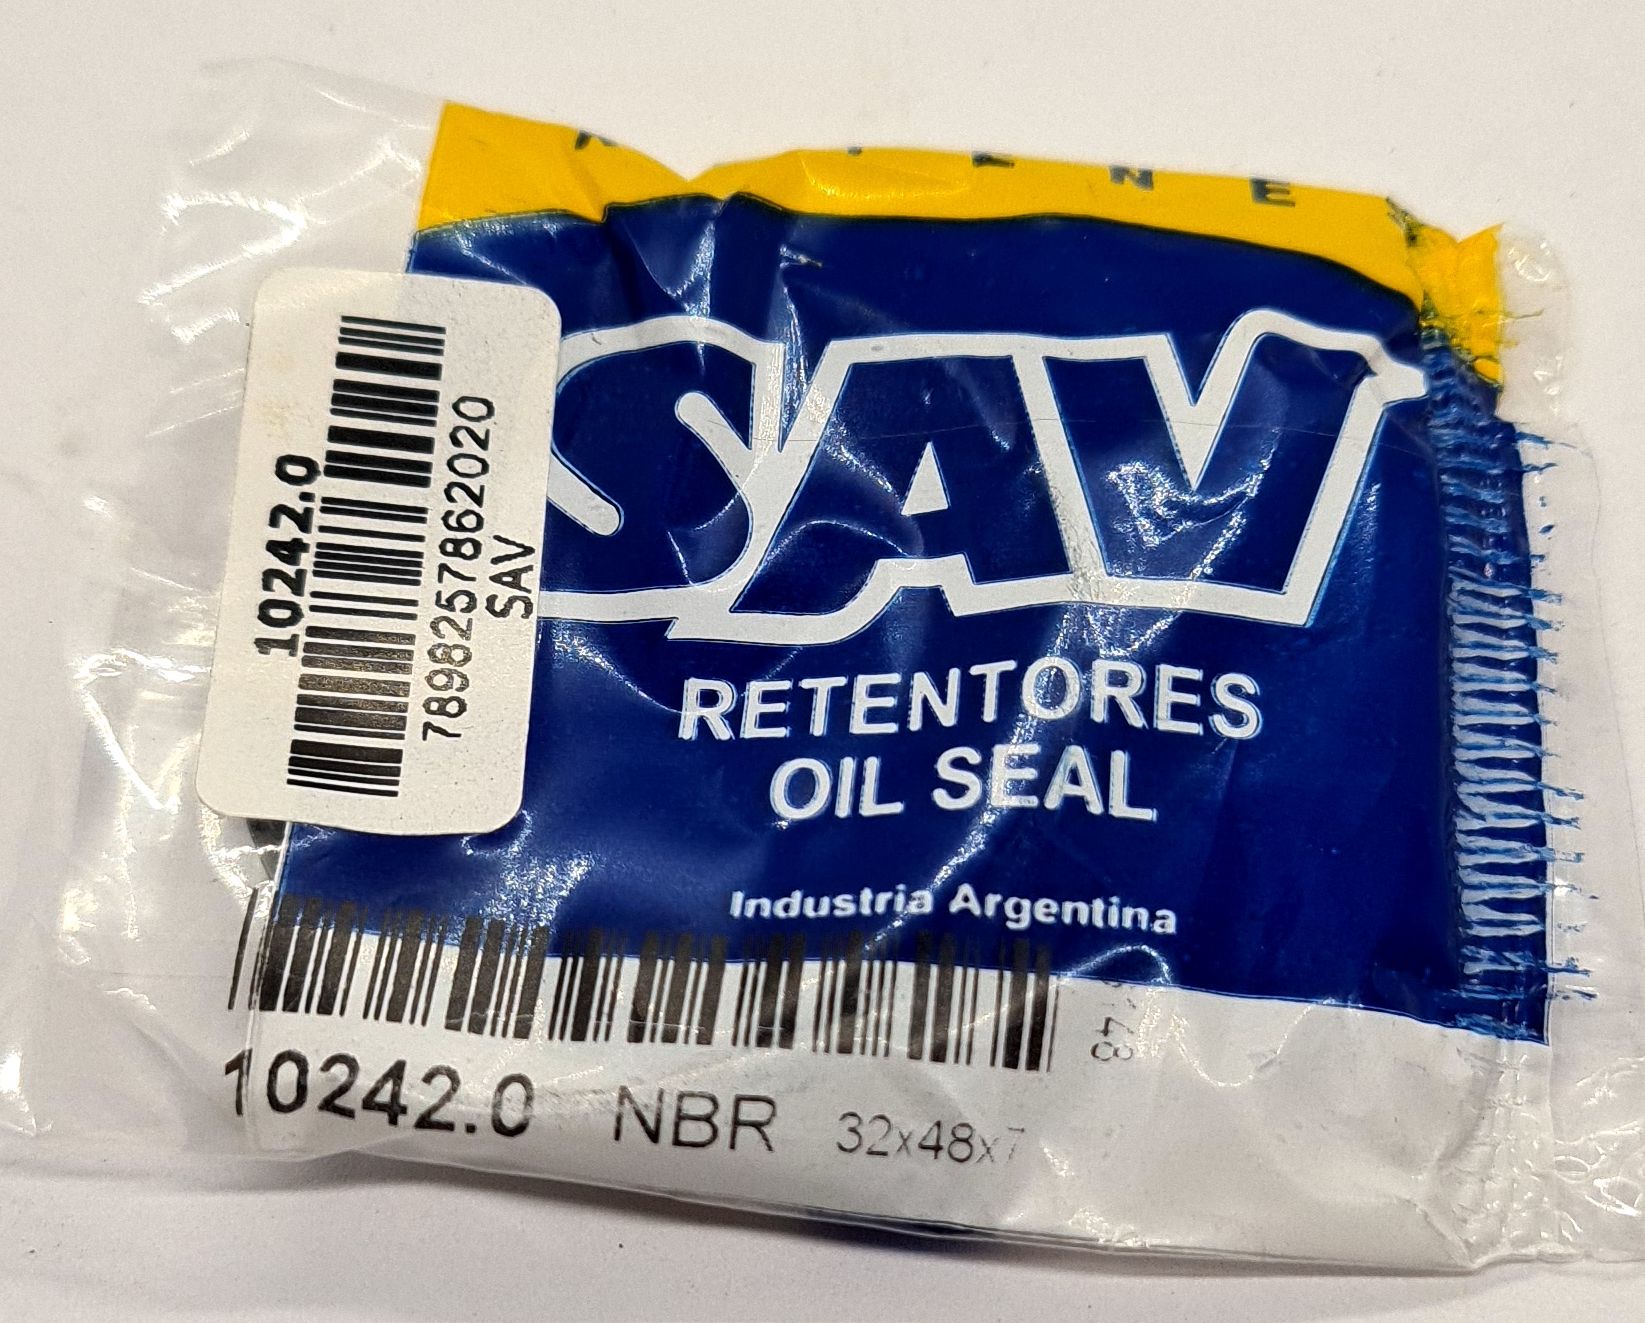 10242.0
7898257862020
SAV
SAV
RETENTORES
OIL SEAL
Industria Argentina
10242.0 NBR 32x48x7